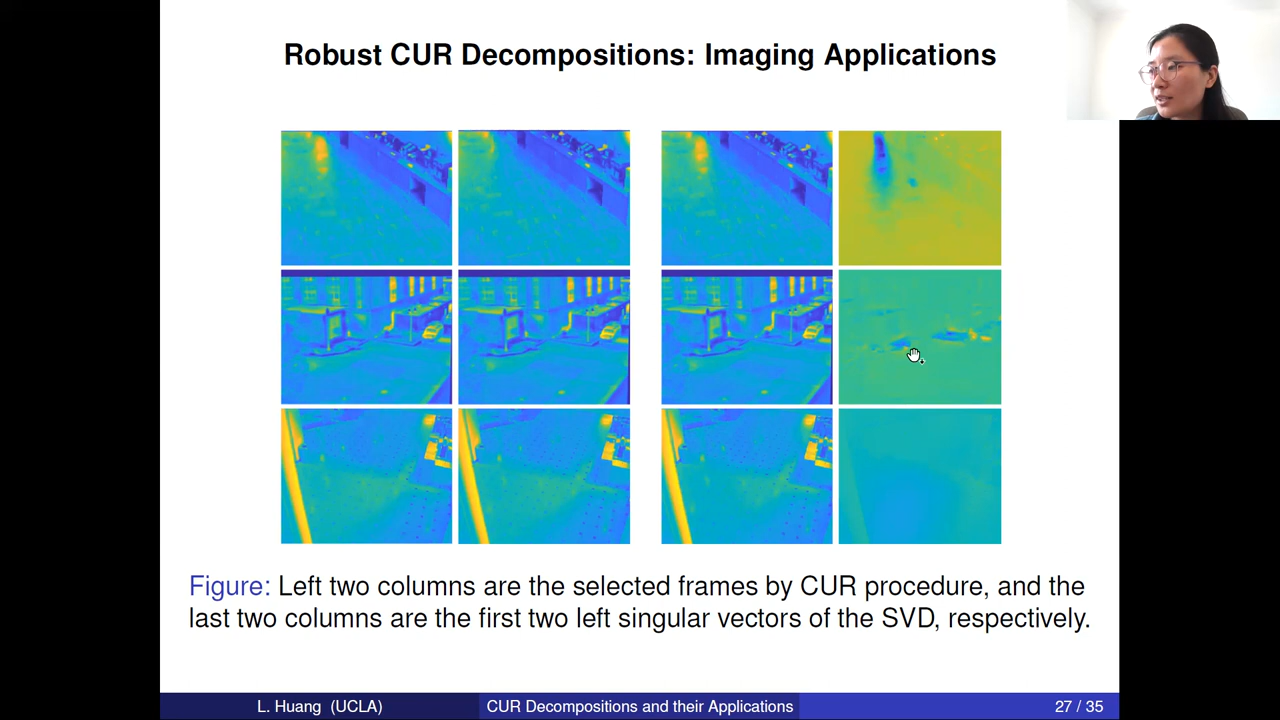 Robust CUR Decompositions: Imaging Applications
Figure: Left two columns are the selected frames by CUR procedure, and the
last two columns are the first two left singular vectors of the SVD, respectively.
L. Huang (UCLA)
CUR Decompositions and their Applications
27 / 35